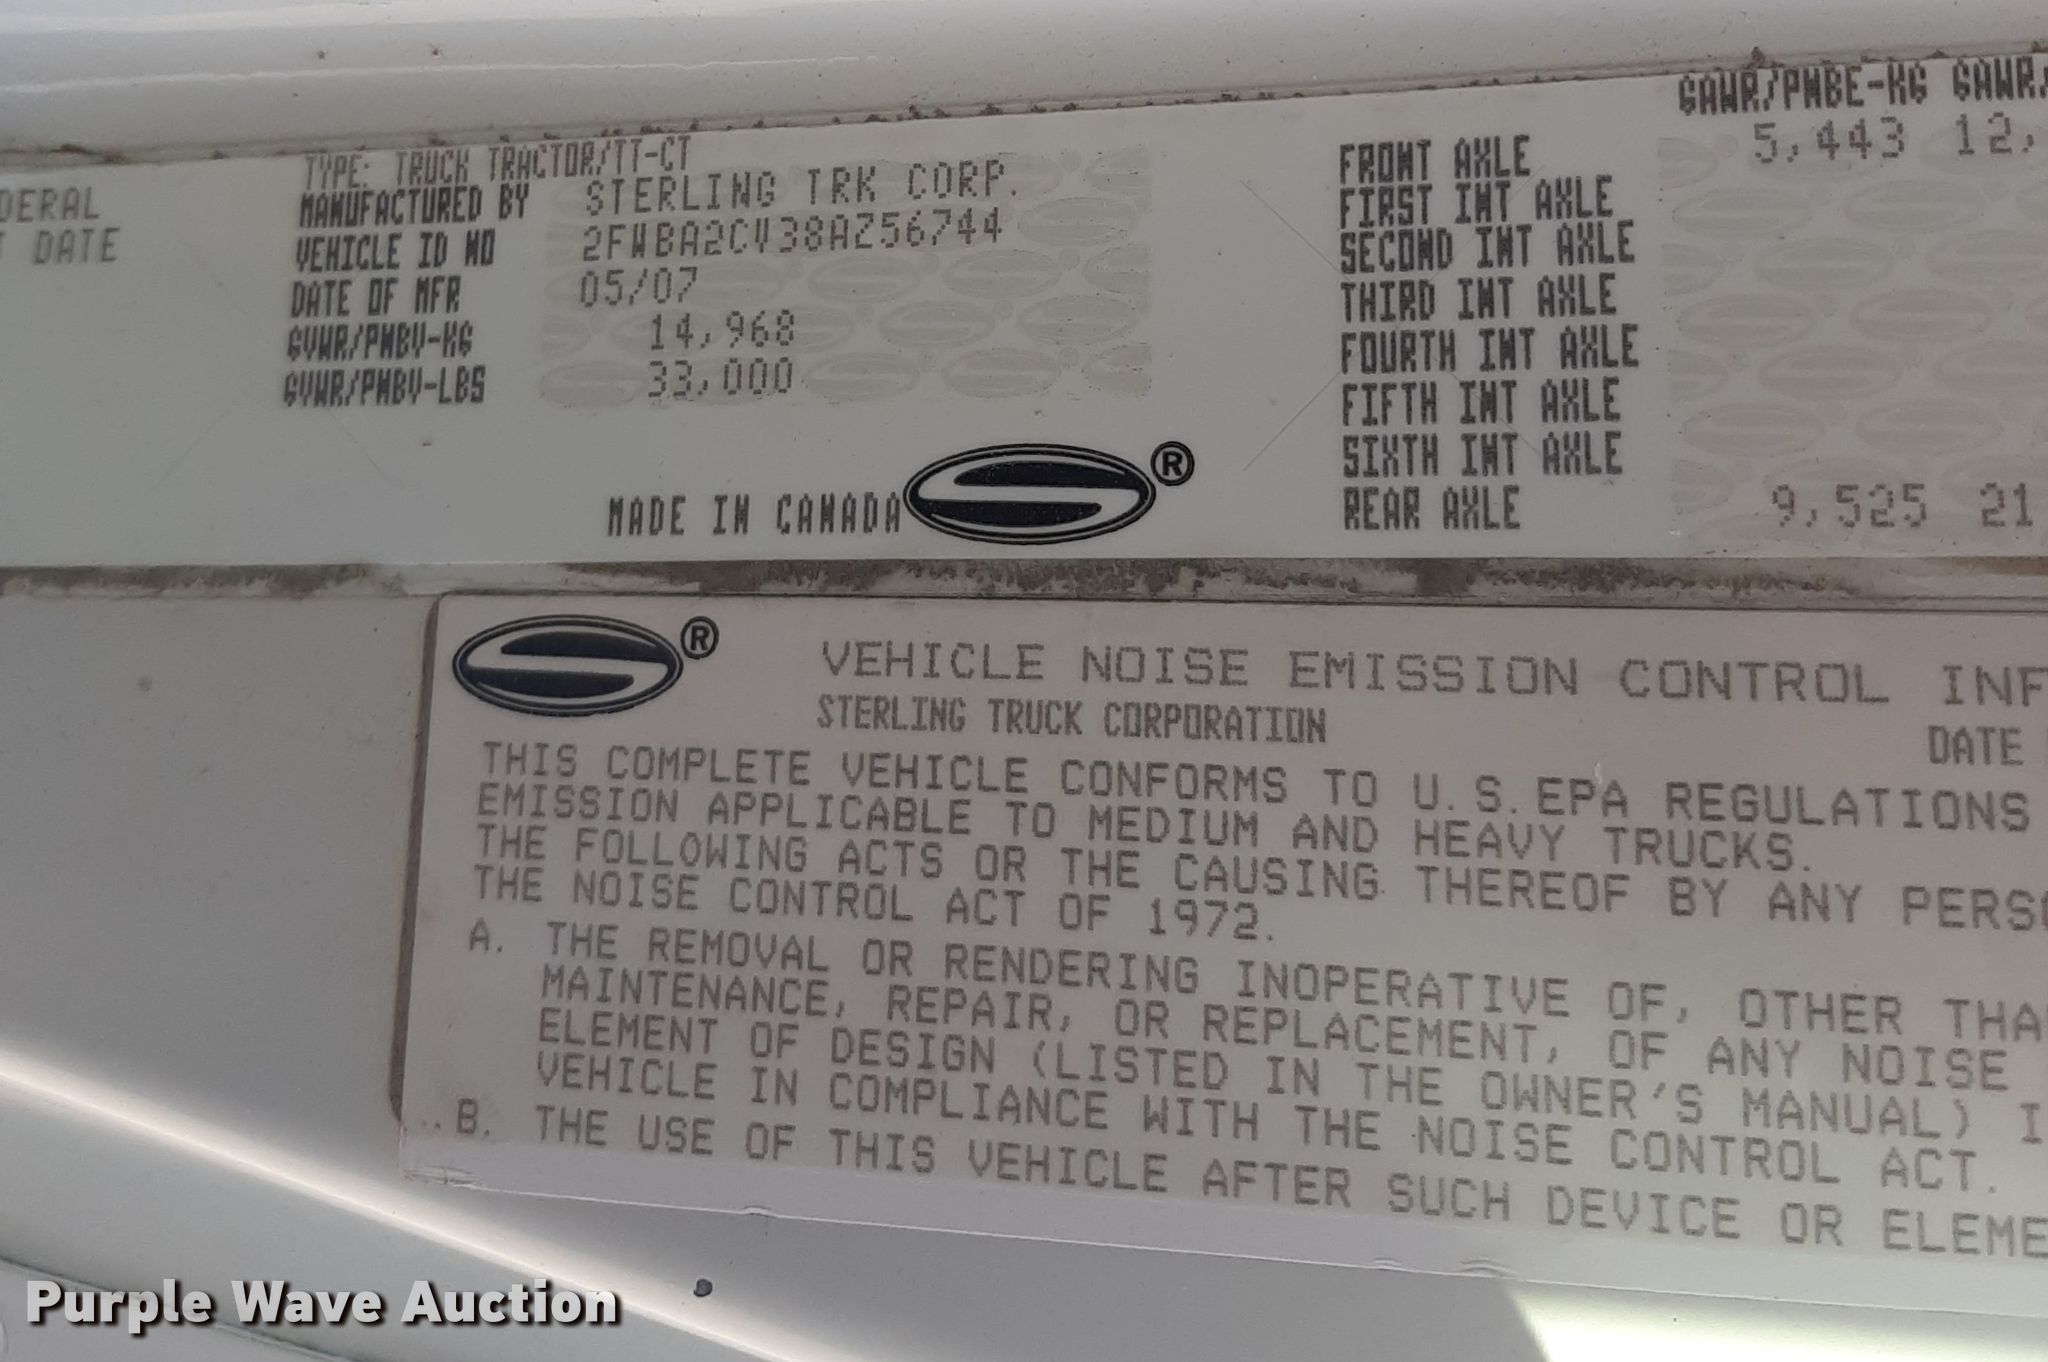 GAWR/PNBE-KG GAWR/
TYPE: TRUCK TRACTOR/TT-CT
FRONT AXLE 5,443 12,
DERAL
MANUFACTURED BY STERLING TRK CORP.
FIRST INT AXLE
T DATE
VEHICLE ID NO 2FWBA2CV38AZ56744
SECOND INT AXLE
DATE OF MFR 05/07
THIRD INT AXLE
GVWR/PNBV-KG 14,968
FOURTH INT AXLE
GVWR/PNBV-LBS 33,000
FIFTH INT AXLE
SIXTH INT AXLE
MADE IN CANADA ®
REAR AXLE 9,525 21
® VEHICLE NOISE EMISSION CONTROL INF
STERLING TRUCK CORPORATION
DATE
THIS COMPLETE VEHICLE CONFORMS TO U.S.EPA REGULATIONS
EMISSION APPLICABLE TO MEDIUM AND HEAVY TRUCKS.
THE FOLLOWING ACTS OR THE CAUSING THEREOF BY ANY PERSO
THE NOISE CONTROL ACT OF 1972.
A. THE REMOVAL OR RENDERING INOPERATIVE OF, OTHER THA
MAINTENANCE, REPAIR, OR REPLACEMENT, OF ANY NOISE
ELEMENT OF DESIGN (LISTED IN THE OWNER'S MANUAL) I
VEHICLE IN COMPLIANCE WITH THE NOISE CONTROL ACT.
B. THE USE OF THIS VEHICLE AFTER SUCH DEVICE OR ELEME
Purple Wave Auction